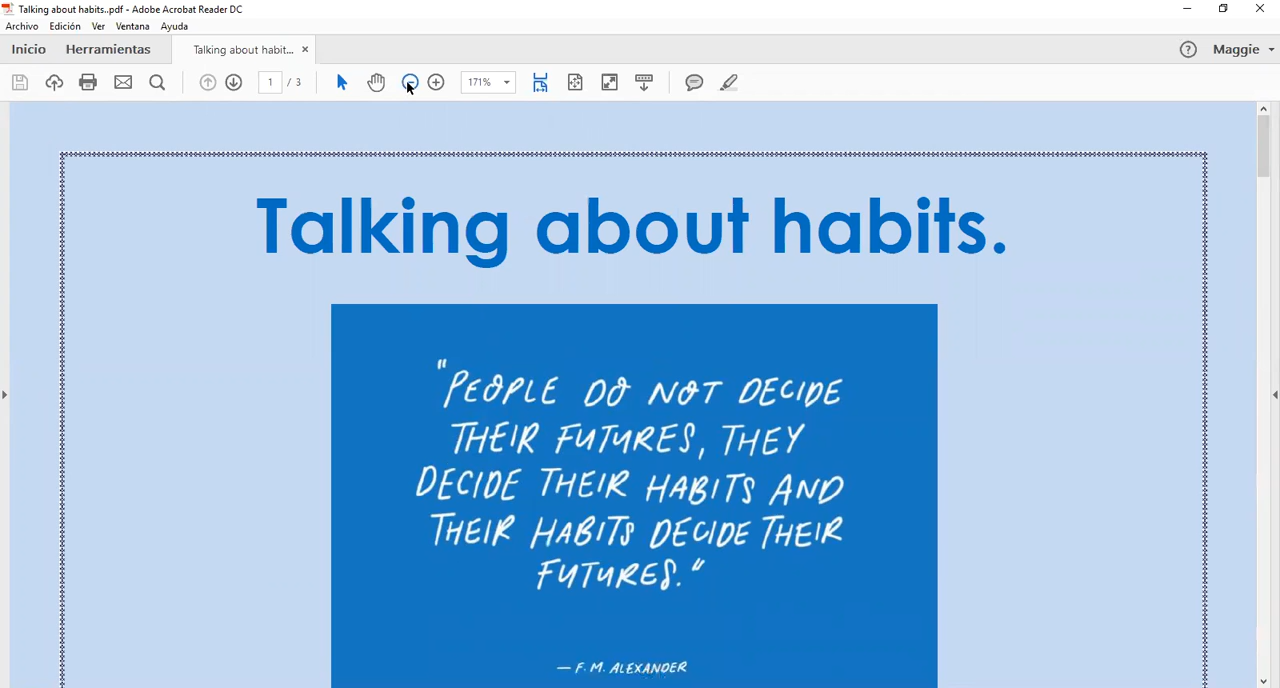 Talking about habits..pdf - Adobe Acrobat Reader DC
Archivo Edición Ver Ventana Ayuda
Inicio Herramientas Talking about habit... × ? Maggie
1 / 3 171%
Talking about habits.
"PEOPLE DO NOT DECIDE
THEIR FUTURES, THEY
DECIDE THEIR HABITS AND
THEIR HABITS DECIDE THEIR
FUTURES."
— F. M. ALEXANDER